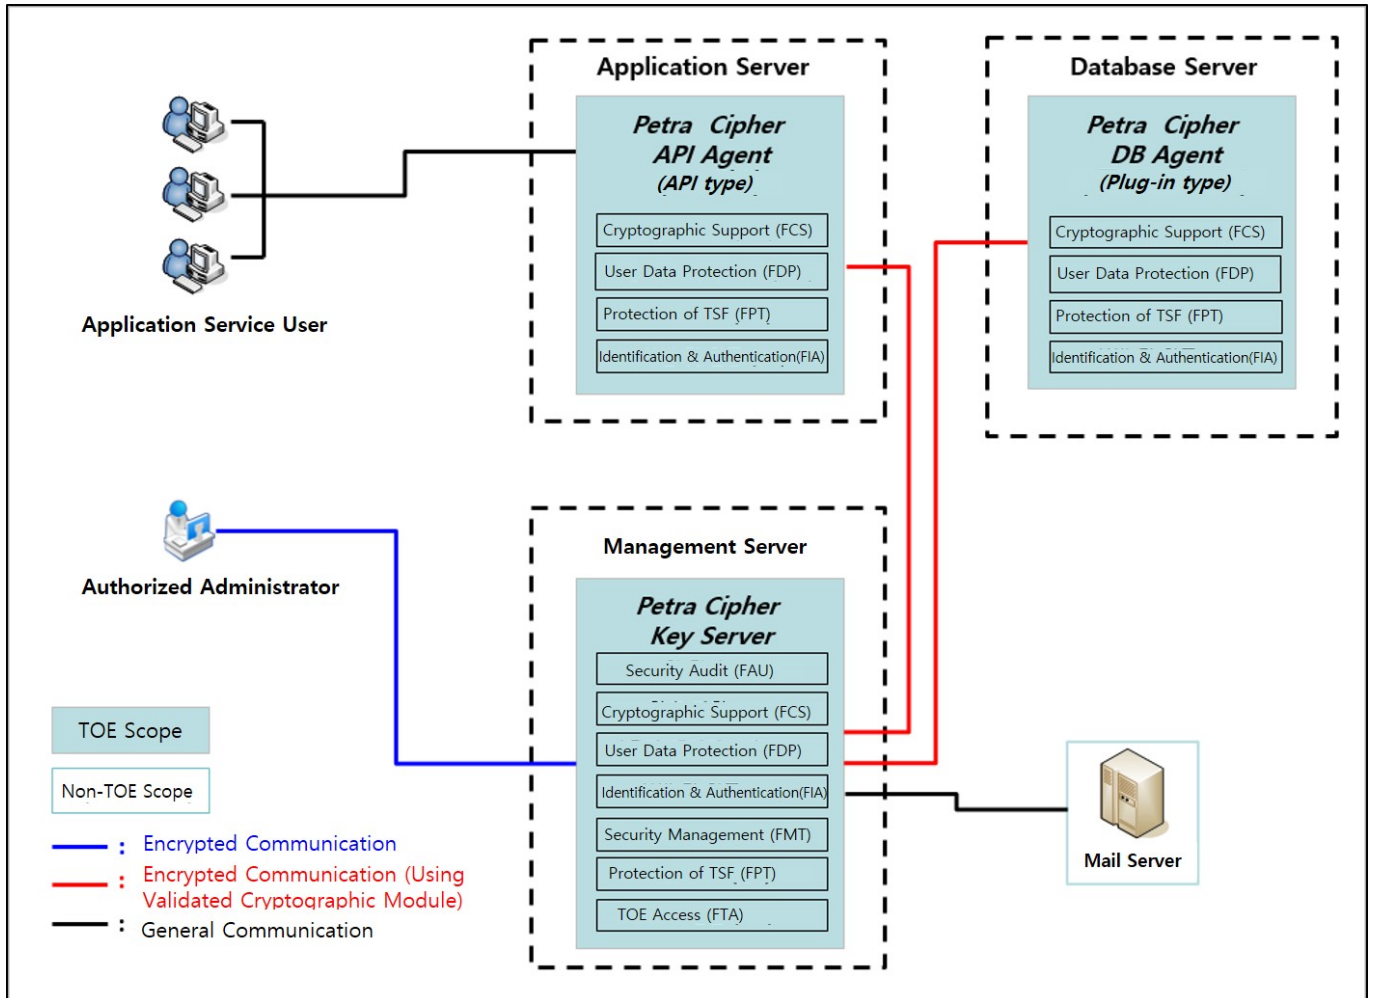 Application Server
Petra Cipher
API Agent
(API type)
Cryptographic Support (FCS)
User Data Protection (FDP)
Protection of TSF (FPT)
Identification & Authentication(FIA)
Database Server
Petra Cipher
DB Agent
(Plug-in type)
Cryptographic Support (FCS)
User Data Protection (FDP)
Protection of TSF (FPT)
Identification & Authentication(FIA)
Application Service User
Authorized Administrator
Management Server
Petra Cipher
Key Server
Security Audit (FAU)
Cryptographic Support (FCS)
User Data Protection (FDP)
Identification & Authentication(FIA)
Security Management (FMT)
Protection of TSF (FPT)
TOE Access (FTA)
Mail Server
TOE Scope
Non-TOE Scope
: Encrypted Communication
: Encrypted Communication (Using
Validated Cryptographic Module)
: General Communication